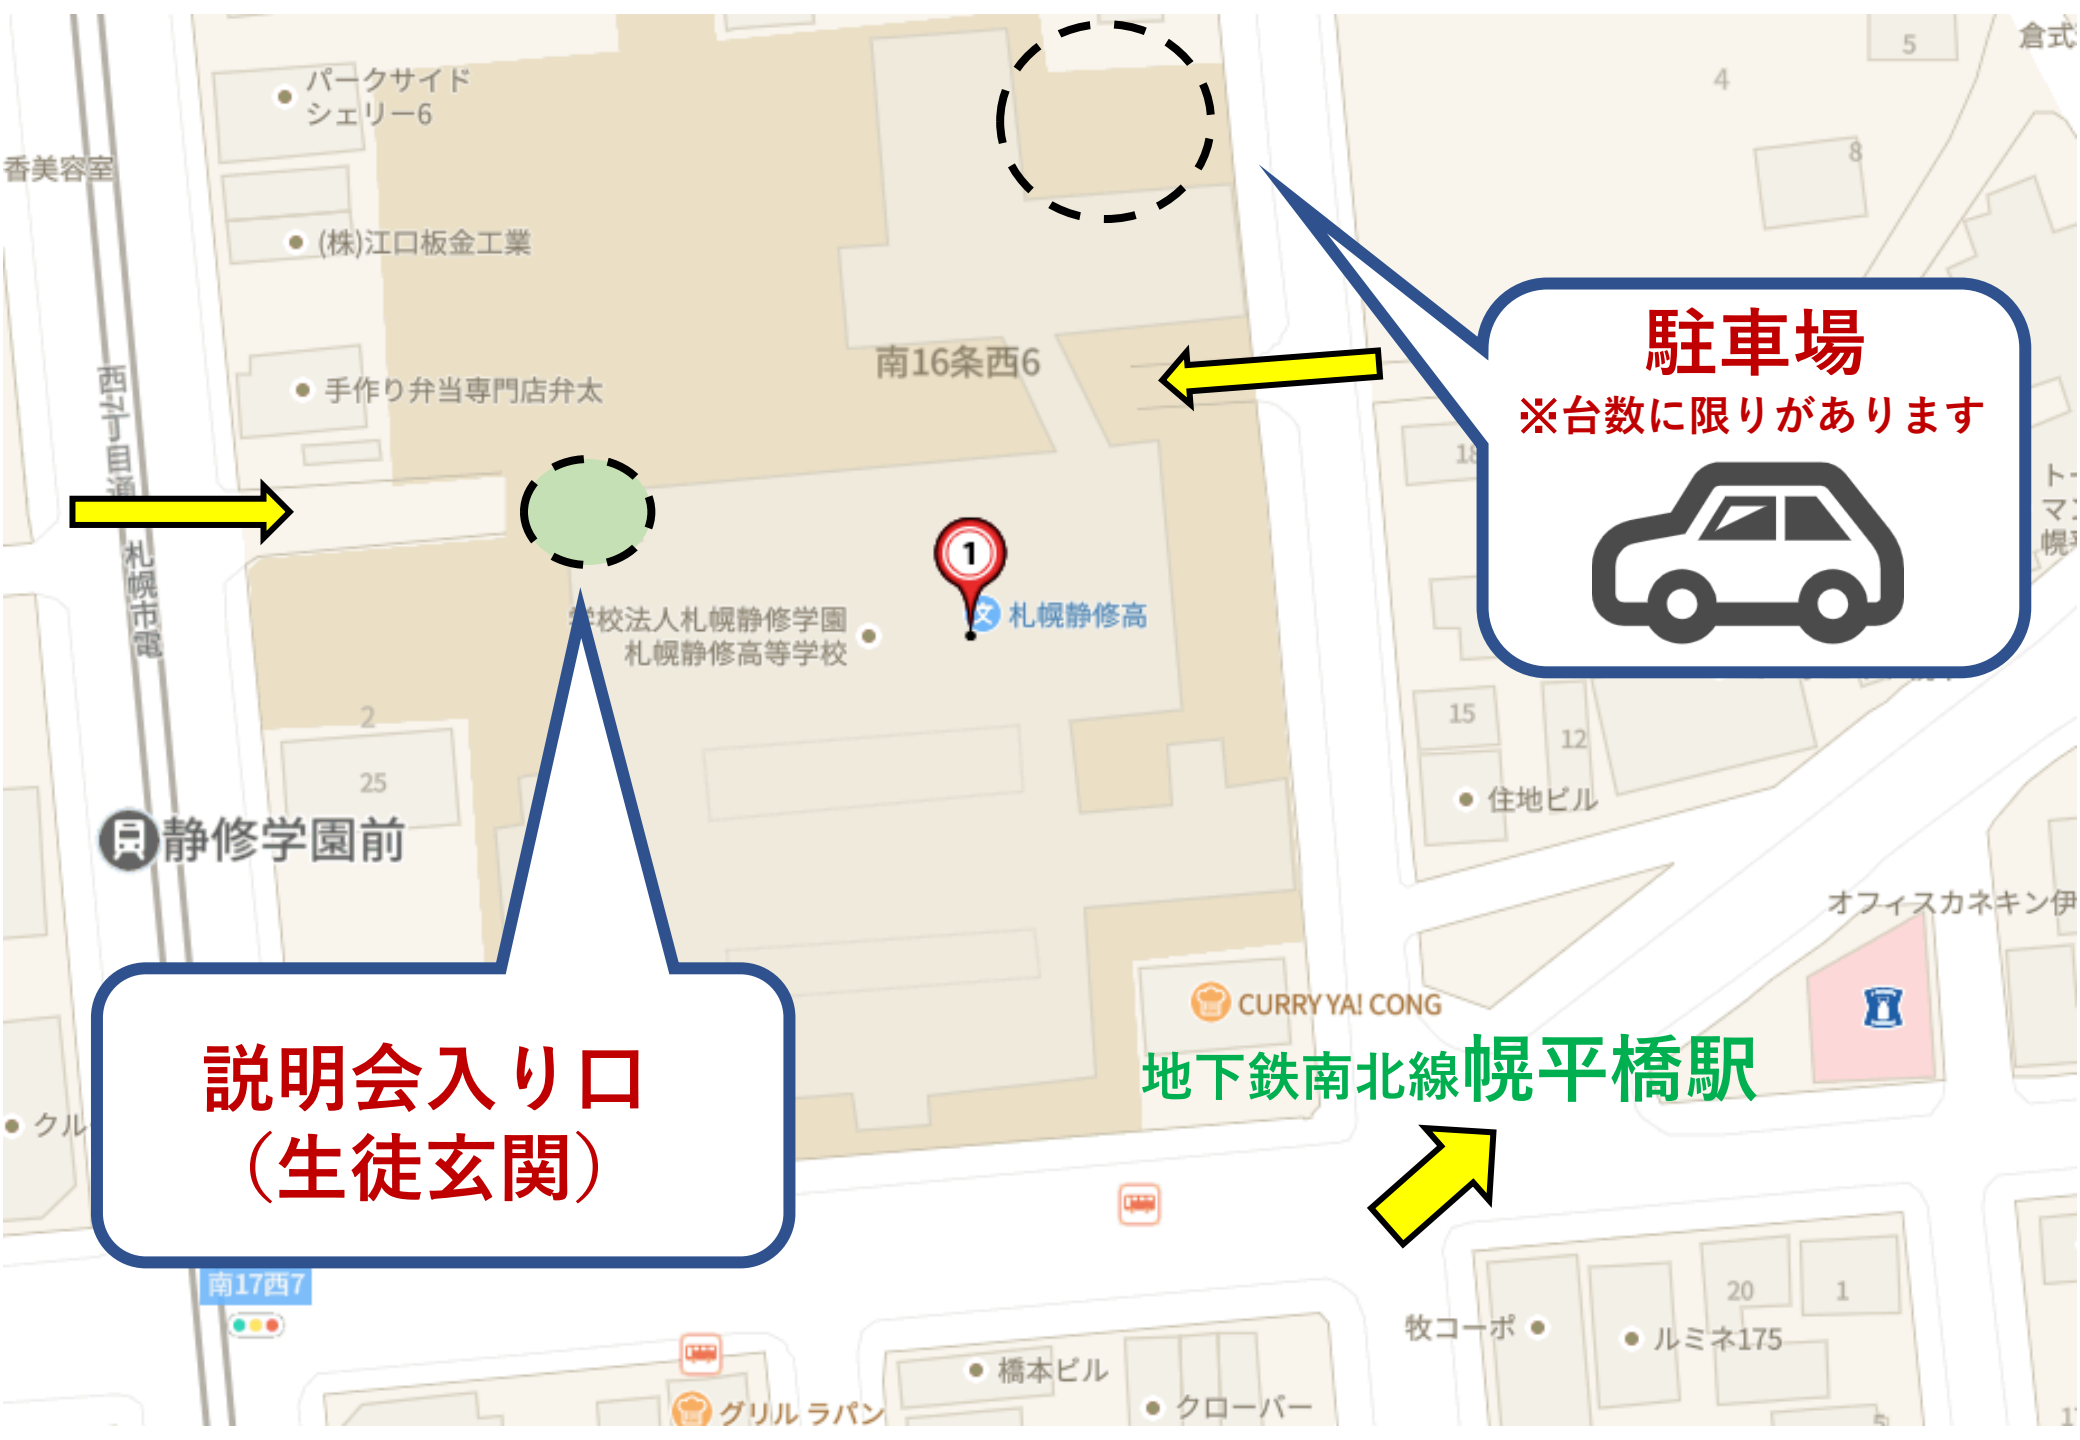 パークサイド
シェリー6
5
倉式
4
8
香美容室
(株)江口板金工業
駐車場
※台数に限りがあります
南16条西6
手作り弁当専門店弁太
西7丁目通
18
1
札幌市電
学校法人札幌静修学園
札幌静修高等学校
札幌静修高
2
25
15
12
住地ビル
静修学園前
オフィスカネキン伊
CURRY YA! CONG
地下鉄南北線幌平橋駅
説明会入り口
（生徒玄関）
クル
南17西7
20
1
牧コーポ
ルミネ175
橋本ビル
グリル ラパン
クローバー
5